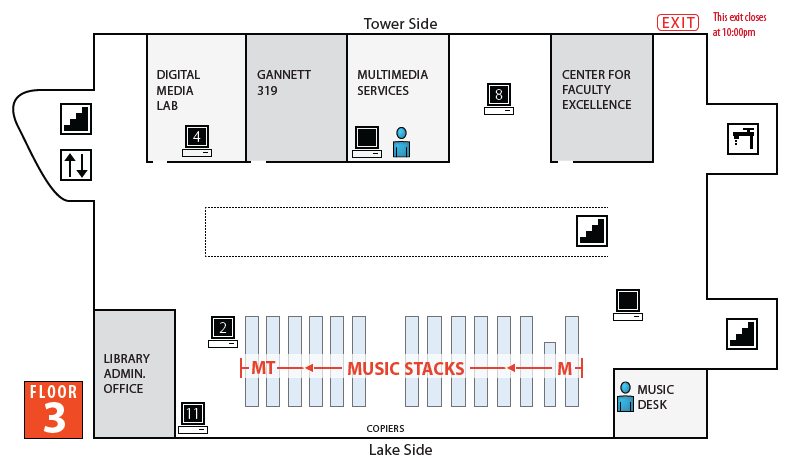 Tower Side
EXIT
This exit closes
at 10:00pm
DIGITAL
MEDIA
LAB
4
GANNETT
319
MULTIMEDIA
SERVICES
8
CENTER FOR
FACULTY
EXCELLENCE
2
MT
MUSIC STACKS
M
LIBRARY
ADMIN.
OFFICE
11
MUSIC
DESK
FLOOR
3
COPIERS
Lake Side